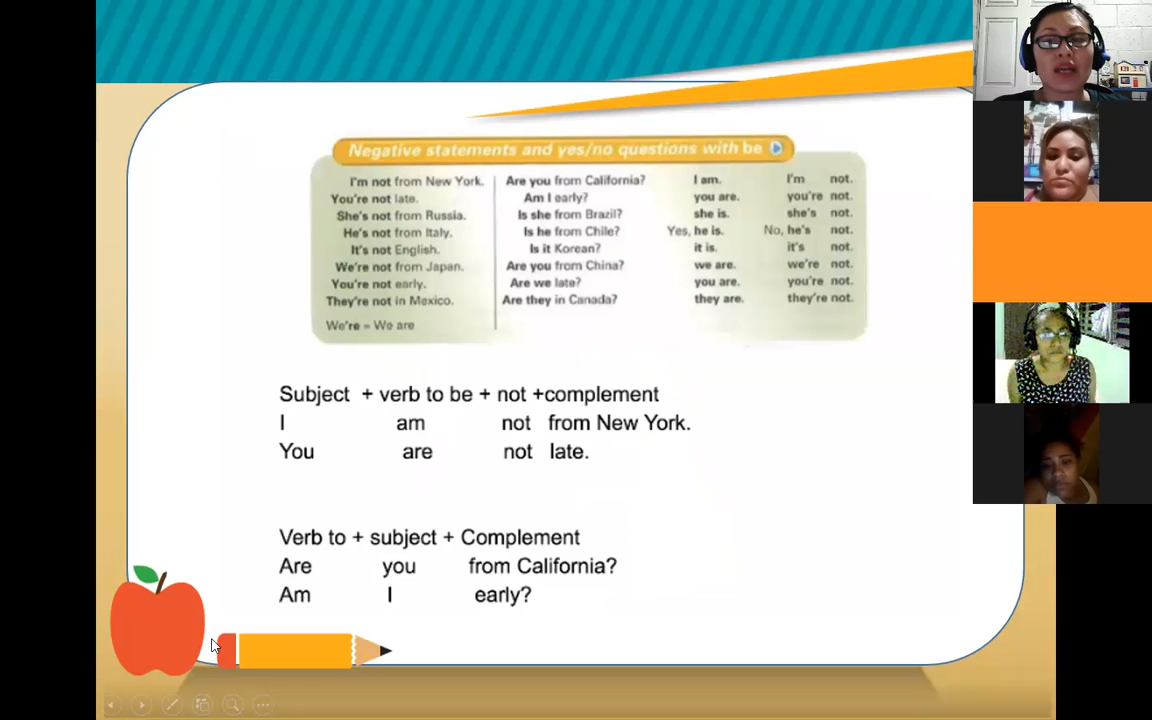 Negative statements and yes/no questions with be
I'm not from New York. Are you from California? I am. I'm not.
You're not late. Am I early? you are. you're not.
She's not from Russia. Is she from Brazil? she is. she's not.
He's not from Italy. Is he from Chile? Yes, he is. No, he's not.
It's not English. Is it Korean? it is. it's not.
We're not from Japan. Are you from China? we are. we're not.
You're not early. Are we late? you are. you're not.
They're not in Mexico. Are they in Canada? they are. they're not.
We're = We are
Subject + verb to be + not +complement
I am not from New York.
You are not late.
Verb to + subject + Complement
Are you from California?
Am I early?